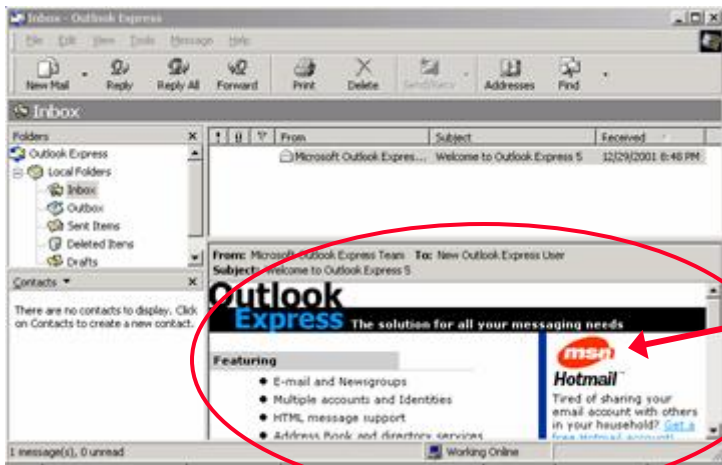 Inbox - Outlook Express
File Edit View Tools Message Help
New Mail Reply Reply All Forward Print Delete Send/Recv Addresses Find
Inbox
Folders
Outlook Express
Local Folders
Inbox
Outbox
Sent Items
Deleted Items
Drafts
Contacts
There are no contacts to display. Click
on Contacts to create a new contact.
! From Subject Received
Microsoft Outlook Expres... Welcome to Outlook Express 5 12/29/2001 8:48 PM
From: Microsoft Outlook Express Team To: New Outlook Express User
Subject: Welcome to Outlook Express 5
Outlook
Express The solution for all your messaging needs
Featuring
E-mail and Newsgroups
Multiple accounts and Identities
HTML message support
Address Book and directory services
msn
Hotmail™
Tired of sharing your
email account with others
in your household? Get a
free Hotmail account!
1 message(s), 0 unread Working Online